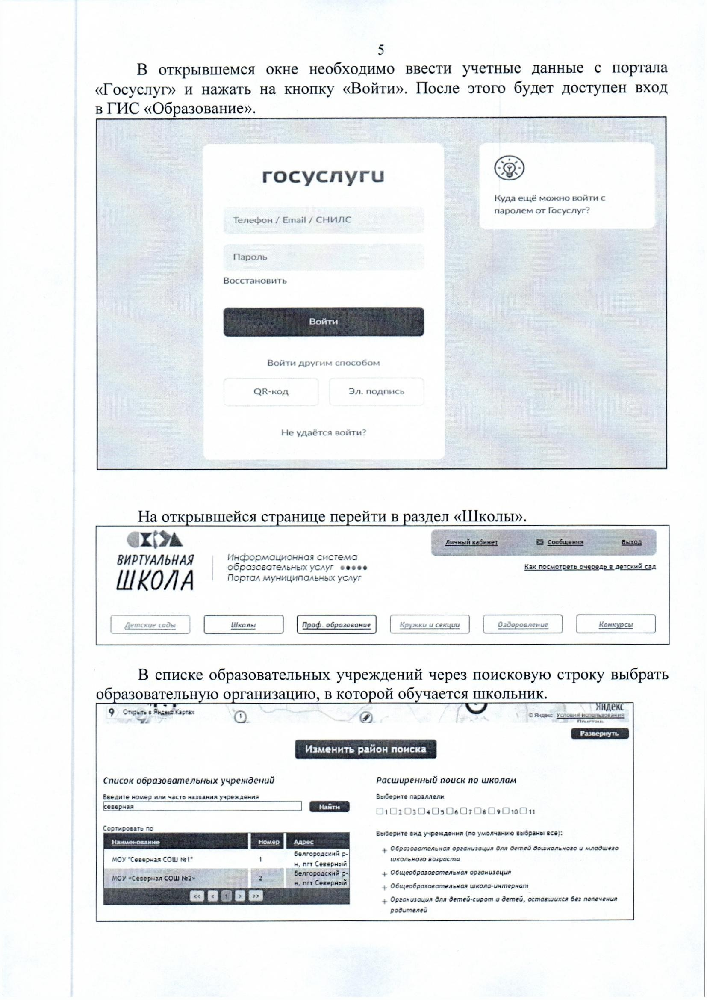 5
В открывшемся окне необходимо ввести учетные данные с портала
«Госуслуг» и нажать на кнопку «Войти». После этого будет доступен вход
в ГИС «Образование».
госуслуги
Телефон / Email / СНИЛС
Пароль
Восстановить
Войти
Войти другим способом
QR-код
Эл. подпись
Не удаётся войти?
Куда ещё можно войти с
паролем от Госуслуг?
На открывшейся странице перейти в раздел «Школы».
ВИРТУАЛЬНАЯ
ШКОЛА
Информационная система
образовательных услуг
Портал муниципальных услуг
Личный кабинет
Сообщения
Выход
Как посмотреть очередь в детский сад
Детские сады
Школы
Проф. образование
Кружки и секции
Оздоровление
Конкурсы
В списке образовательных учреждений через поисковую строку выбрать
образовательную организацию, в которой обучается школьник.
Открыть в Яндекс.Картах
1
Яндекс
© Яндекс Условия использования
Пристань
Развернуть
Изменить район поиска
Список образовательных учреждений
Введите номер или часть названия учреждения
северная
Найти
Сортировать по
Наименование Номер Адрес
МОУ "Северная СОШ №1" 1 Белгородский р-
н, пгт Северный
МОУ «Северная СОШ №2» 2 Белгородский р-
н, пгт Северный
<< < 1 > >>
Расширенный поиск по школам
Выберите параллели
1 2 3 4 5 6 7 8 9 10 11
Выберите вид учреждения (по умолчанию выбраны все):
+ Образовательная организация для детей дошкольного и младшего
школьного возраста
+ Общеобразовательная организация
+ Общеобразовательная школа-интернат
+ Организация для детей-сирот и детей, оставшихся без попечения
родителей